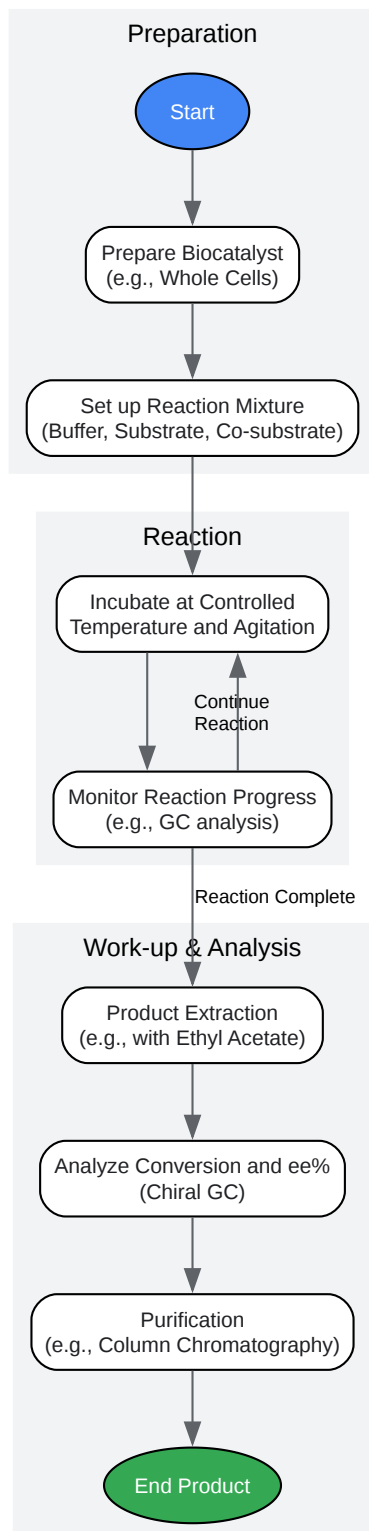 Preparation
Start
Prepare Biocatalyst
(e.g., Whole Cells)
Set up Reaction Mixture
(Buffer, Substrate, Co-substrate)
Reaction
Incubate at Controlled
Temperature and Agitation
Continue
Reaction
Monitor Reaction Progress
(e.g., GC analysis)
Reaction Complete
Work-up & Analysis
Product Extraction
(e.g., with Ethyl Acetate)
Analyze Conversion and ee%
(Chiral GC)
Purification
(e.g., Column Chromatography)
End Product